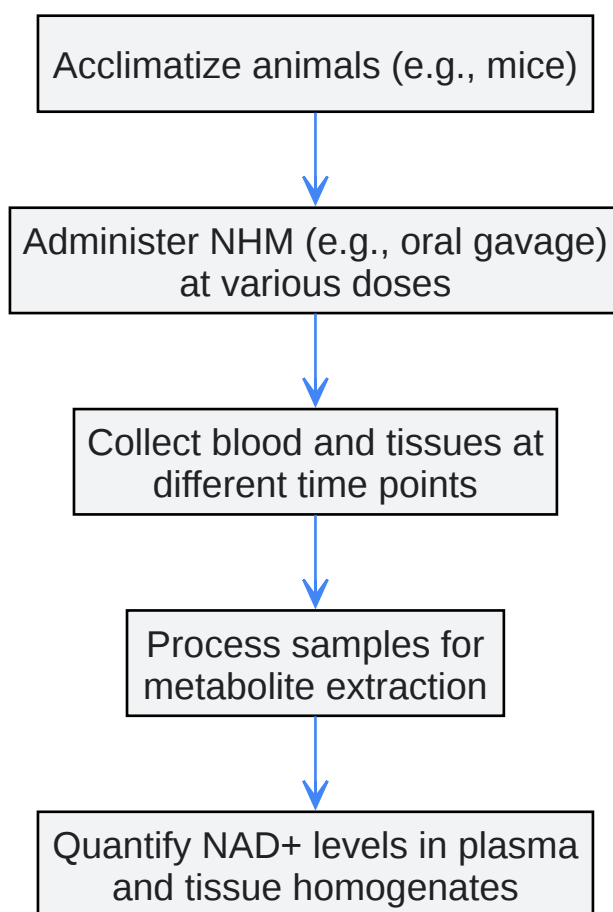 Acclimatize animals (e.g., mice)
Administer NHM (e.g., oral gavage)
at various doses
Collect blood and tissues at
different time points
Process samples for
metabolite extraction
Quantify NAD+ levels in plasma
and tissue homogenates